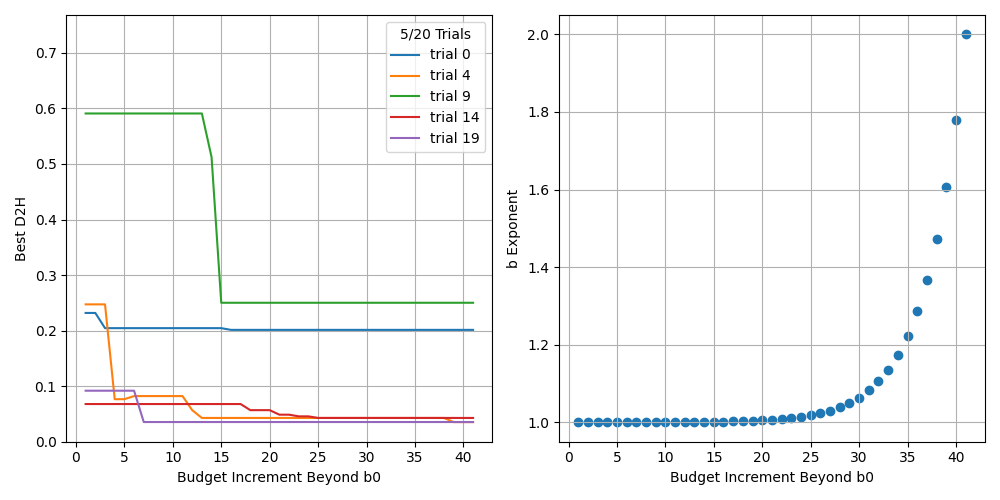 0.7
0.6
0.5
0.4
0.3
0.2
0.1
0.0
Best D2H
5/20 Trials
trial 0
trial 4
trial 9
trial 14
trial 19
0 5 10 15 20 25 30 35 40
Budget Increment Beyond b0
2.0
1.8
1.6
1.4
1.2
1.0
b Exponent
0 5 10 15 20 25 30 35 40
Budget Increment Beyond b0